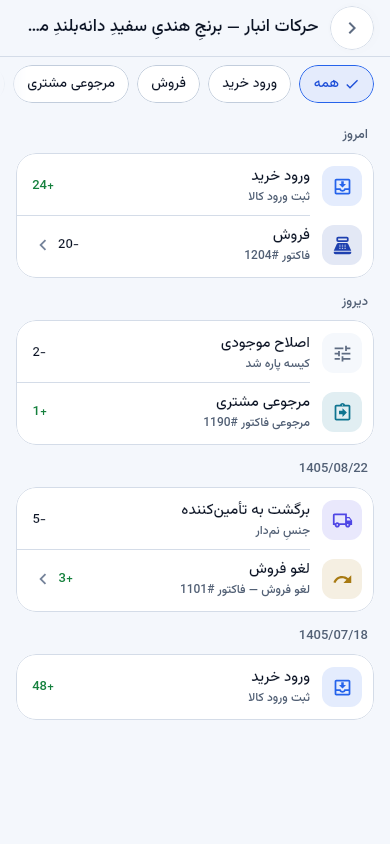 حرکات انبار — برنجِ هندیِ سفیدِ دانه‌بلندِ م...
همه
ورود خرید
فروش
مرجوعی مشتری
امروز
ورود خرید
+24
ثبت ورود کالا
فروش
-20
فاکتور #1204
دیروز
اصلاح موجودی
-2
کیسه پاره شد
مرجوعی مشتری
+1
مرجوعی فاکتور #1190
1405/08/22
برگشت به تأمین‌کننده
-5
جنسِ نم‌دار
لغو فروش
+3
لغو فروش — فاکتور #1101
1405/07/18
ورود خرید
+48
ثبت ورود کالا